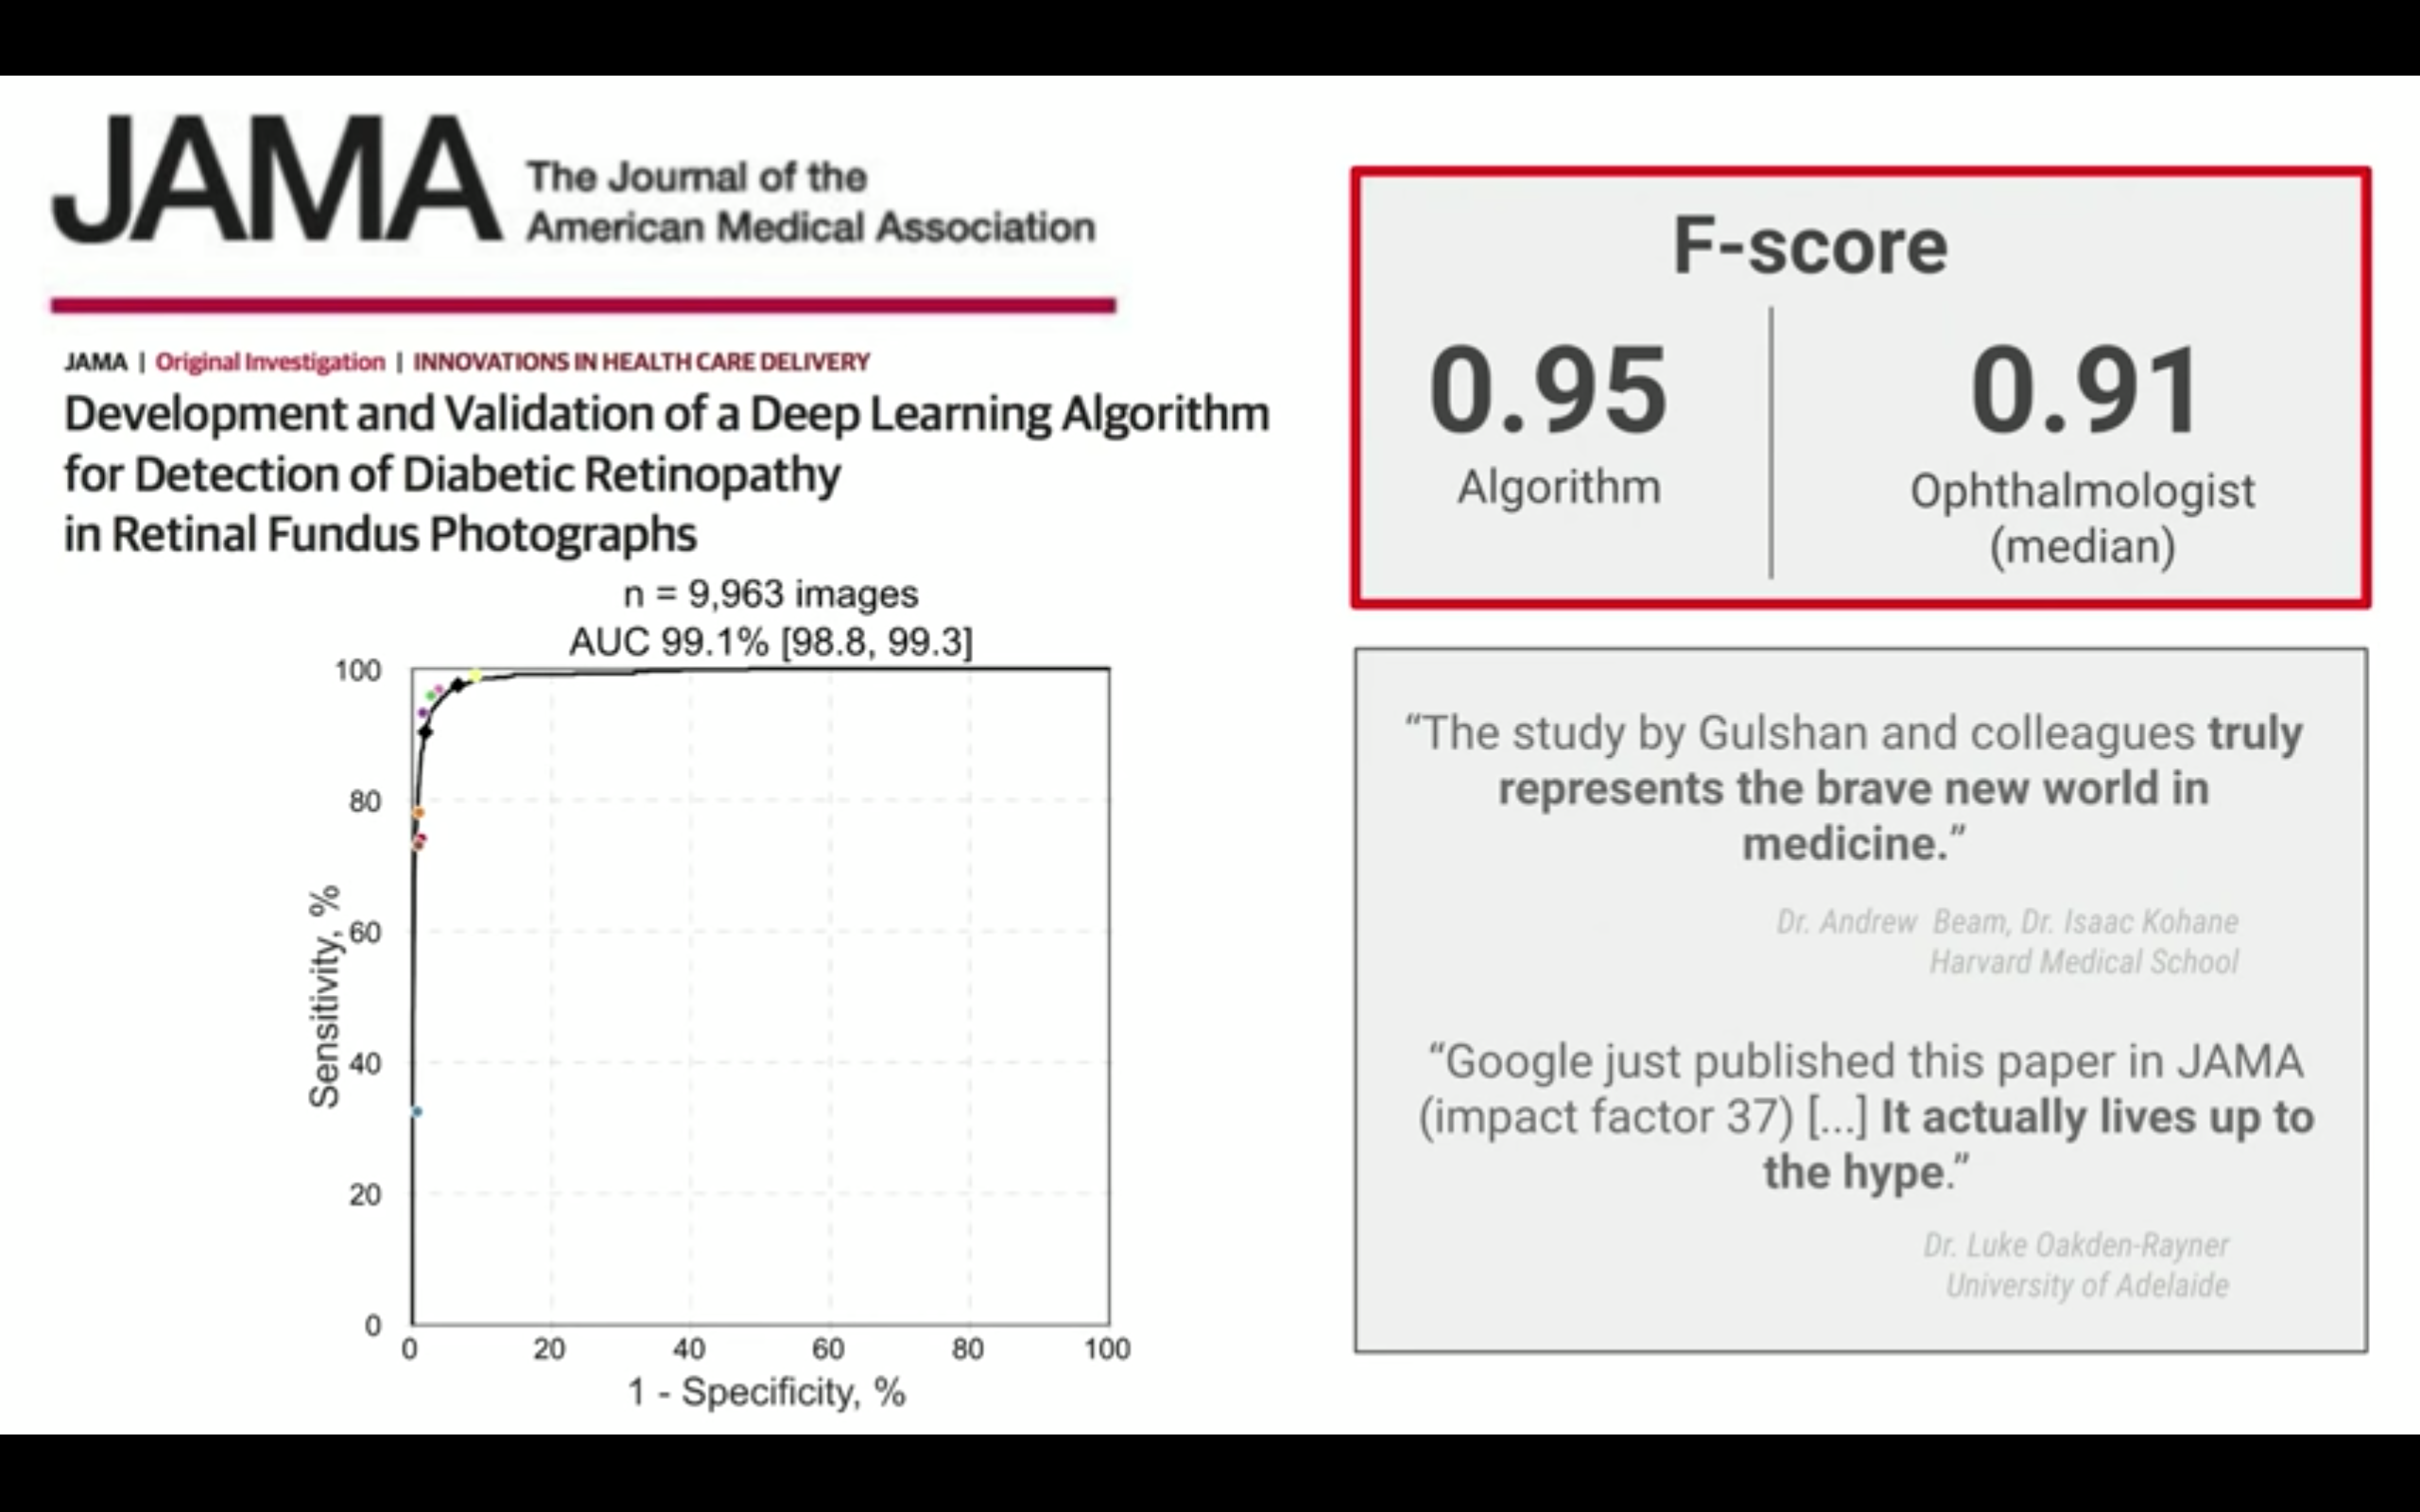 JAMA
The Journal of the
American Medical Association
JAMA | Original Investigation | INNOVATIONS IN HEALTH CARE DELIVERY
Development and Validation of a Deep Learning Algorithm
for Detection of Diabetic Retinopathy
in Retinal Fundus Photographs
n = 9,963 images
AUC 99.1% [98.8, 99.3]
100
80
60
40
20
0
Sensitivity, %
0 20 40 60 80 100
1 - Specificity, %
F-score
0.95
Algorithm
0.91
Ophthalmologist
(median)
“The study by Gulshan and colleagues truly
represents the brave new world in
medicine.”
Dr. Andrew Beam, Dr. Isaac Kohane
Harvard Medical School
“Google just published this paper in JAMA
(impact factor 37) [...] It actually lives up to
the hype.”
Dr. Luke Oakden-Rayner
University of Adelaide